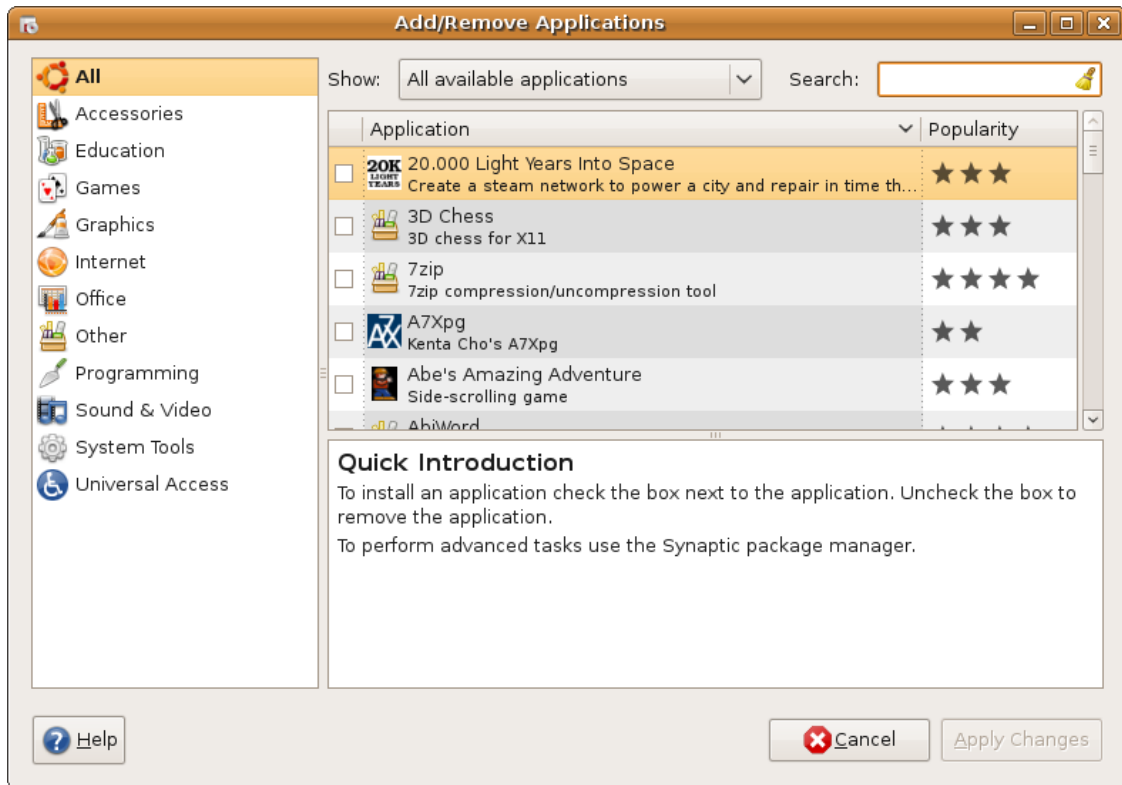 Add/Remove Applications
All
Accessories
Education
Games
Graphics
Internet
Office
Other
Programming
Sound & Video
System Tools
Universal Access
Show: All available applications Search:
Application Popularity
20K LIGHT YEARS
20.000 Light Years Into Space
Create a steam network to power a city and repair in time th...
3D Chess
3D chess for X11
7zip
7zip compression/uncompression tool
A7X
A7Xpg
Kenta Cho's A7Xpg
Abe's Amazing Adventure
Side-scrolling game
AbiWord
Quick Introduction
To install an application check the box next to the application. Uncheck the box to
remove the application.
To perform advanced tasks use the Synaptic package manager.
Help Cancel Apply Changes